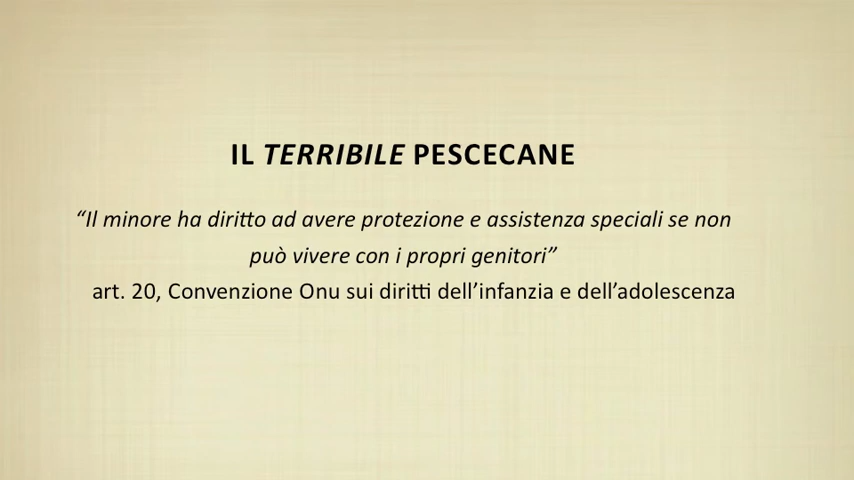 IL TERRIBILE PESCECANE
“Il minore ha diritto ad avere protezione e assistenza speciali se non
può vivere con i propri genitori”
art. 20, Convenzione Onu sui diritti dell’infanzia e dell’adolescenza